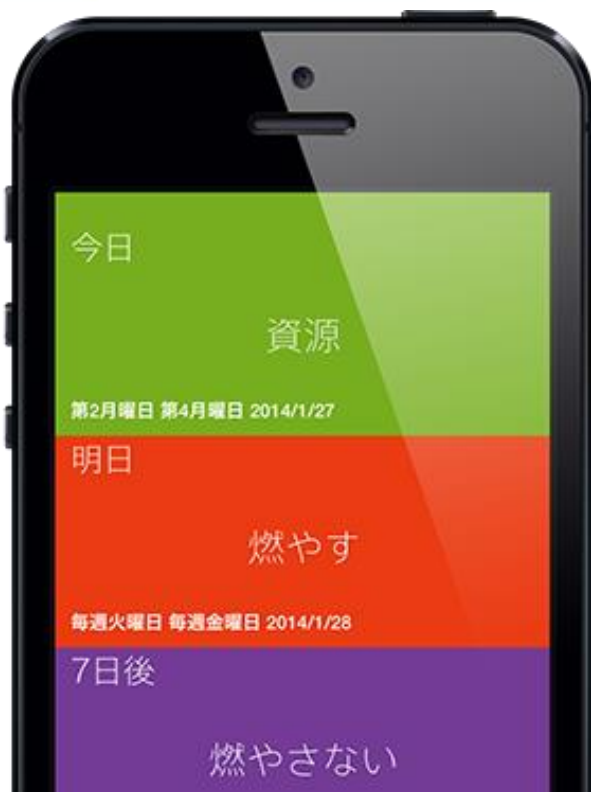 今日
資源
第2月曜日 第4月曜日 2014/1/27
明日
燃やす
毎週火曜日 毎週金曜日 2014/1/28
7日後
燃やさない